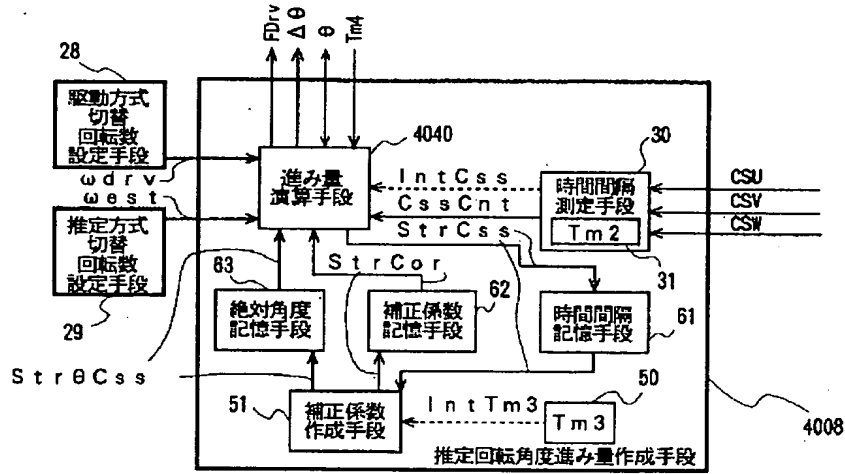 FDrv
Δθ
θ
Tm4
28
駆動方式
切替
回転数
設定手段
ωdrv
ωest
推定方式
切替
回転数
設定手段
29
4040
進み量
演算手段
IntCss
CssCnt
StrCss
30
時間間隔
測定手段
Tm2
31
CSU
CSV
CSW
StrCor
63
絶対角度
記憶手段
62
補正係数
記憶手段
時間間隔
記憶手段
61
StrθCss
51
補正係数
作成手段
IntTm3
50
Tm3
4008
推定回転角度進み量作成手段